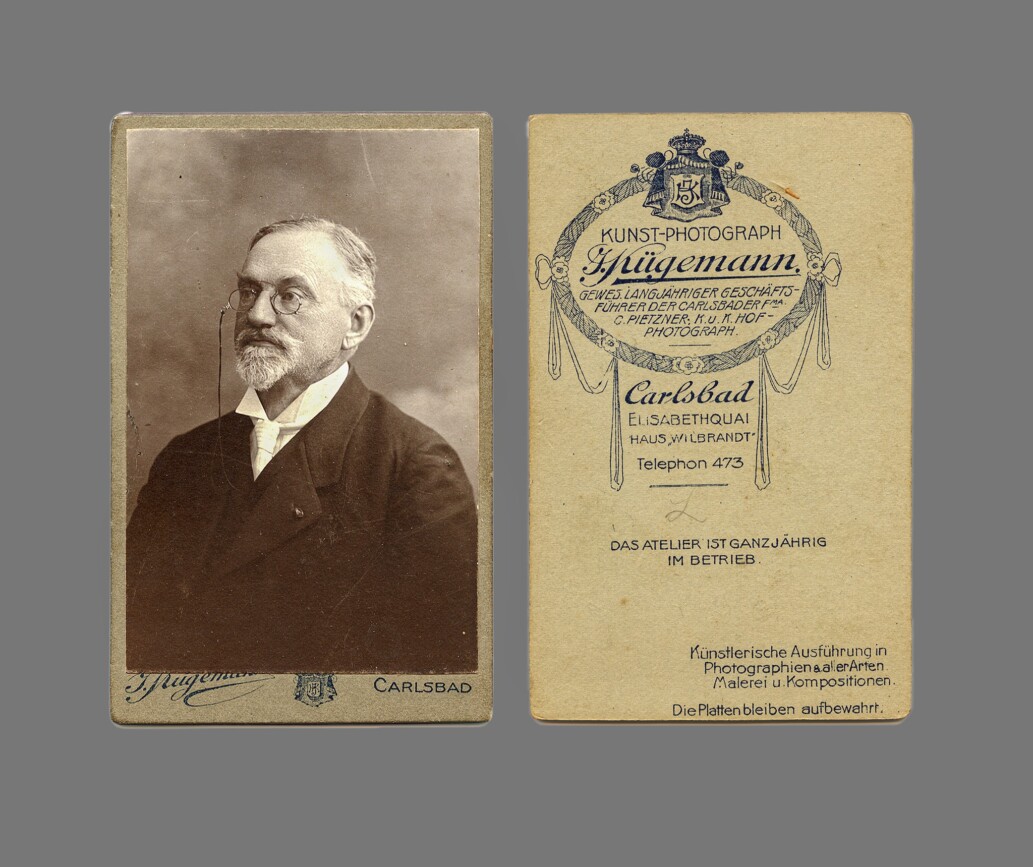 J. Kügemann
CARLSBAD
JK
KUNST-PHOTOGRAPH
J. Kügemann.
GEWES. LANGJÄHRIGER GESCHÄFTS-
FÜHRER DER CARLSBADER FMA.
C. PIETZNER, K. u. K. HOF-
PHOTOGRAPH.
Carlsbad
ELISABETHQUAI
HAUS „WILBRANDT“
Telephon 473
DAS ATELIER IST GANZJÄHRIG
IM BETRIEB.
Künstlerische Ausführung in
Photographien a. aller Arten.
Malerei u. Kompositionen.
Die Platten bleiben aufbewahrt.